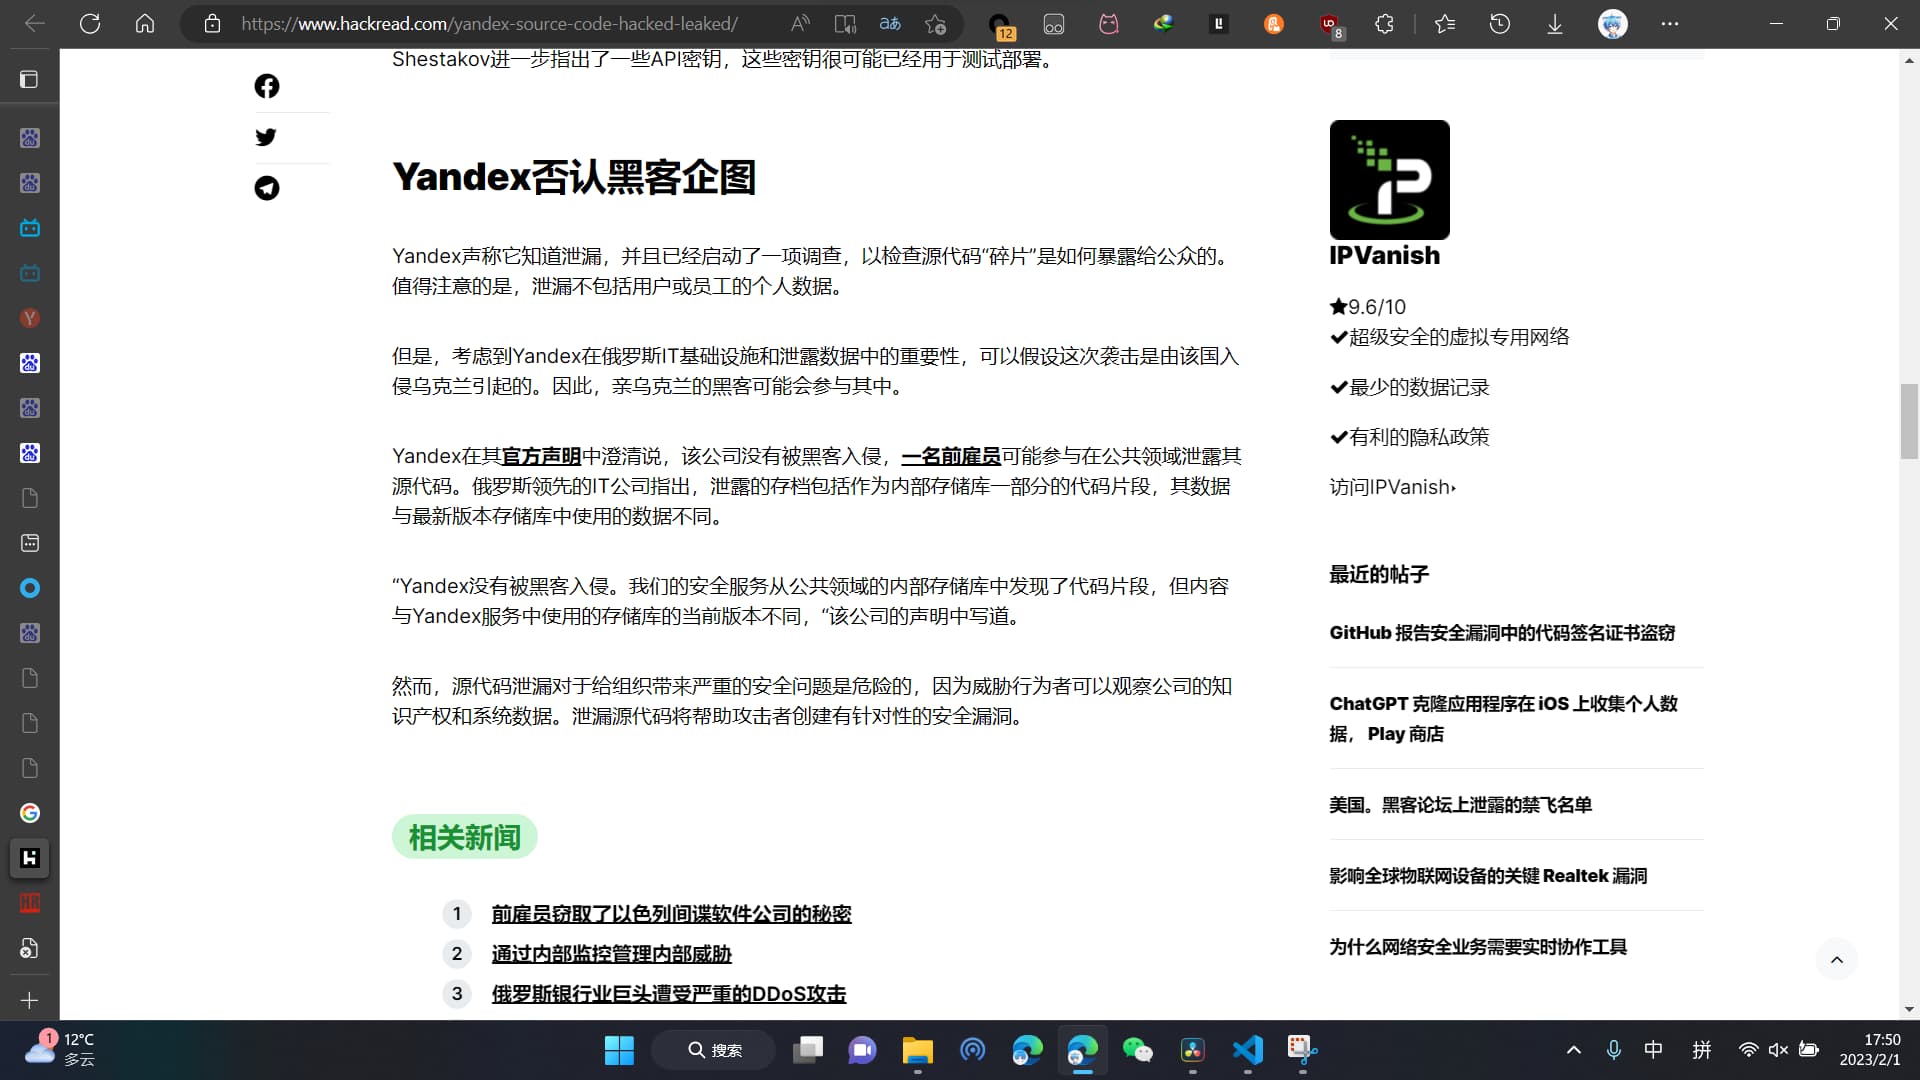 https://www.hackread.com/yandex-source-code-hacked-leaked/
12
8
Shestakov进一步指出了一些API密钥，这些密钥很可能已经用于测试部署。
Yandex否认黑客企图
Yandex声称它知道泄漏，并且已经启动了一项调查，以检查源代码“碎片”是如何暴露给公众的。
值得注意的是，泄漏不包括用户或员工的个人数据。
但是，考虑到Yandex在俄罗斯IT基础设施和泄露数据中的重要性，可以假设这次袭击是由该国入
侵乌克兰引起的。因此，亲乌克兰的黑客可能会参与其中。
Yandex在其官方声明中澄清说，该公司没有被黑客入侵，一名前雇员可能参与在公共领域泄露其
源代码。俄罗斯领先的IT公司指出，泄露的存档包括作为内部存储库一部分的代码片段，其数据
与最新版本存储库中使用的数据不同。
“Yandex没有被黑客入侵。我们的安全服务从公共领域的内部存储库中发现了代码片段，但内容
与Yandex服务中使用的存储库的当前版本不同，“该公司的声明中写道。
然而，源代码泄漏对于给组织带来严重的安全问题是危险的，因为威胁行为者可以观察公司的知
识产权和系统数据。泄漏源代码将帮助攻击者创建有针对性的安全漏洞。
相关新闻
1 前雇员窃取了以色列间谍软件公司的秘密
2 通过内部监控管理内部威胁
3 俄罗斯银行业巨头遭受严重的DDoS攻击
IPVanish
★9.6/10
✔超级安全的虚拟专用网络
✔最少的数据记录
✔有利的隐私政策
访问IPVanish‣
最近的帖子
GitHub 报告安全漏洞中的代码签名证书盗窃
ChatGPT 克隆应用程序在 iOS 上收集个人数
据， Play 商店
美国。黑客论坛上泄露的禁飞名单
影响全球物联网设备的关键 Realtek 漏洞
为什么网络安全业务需要实时协作工具
1
12°C
多云
搜索
中
拼
17:50
2023/2/1